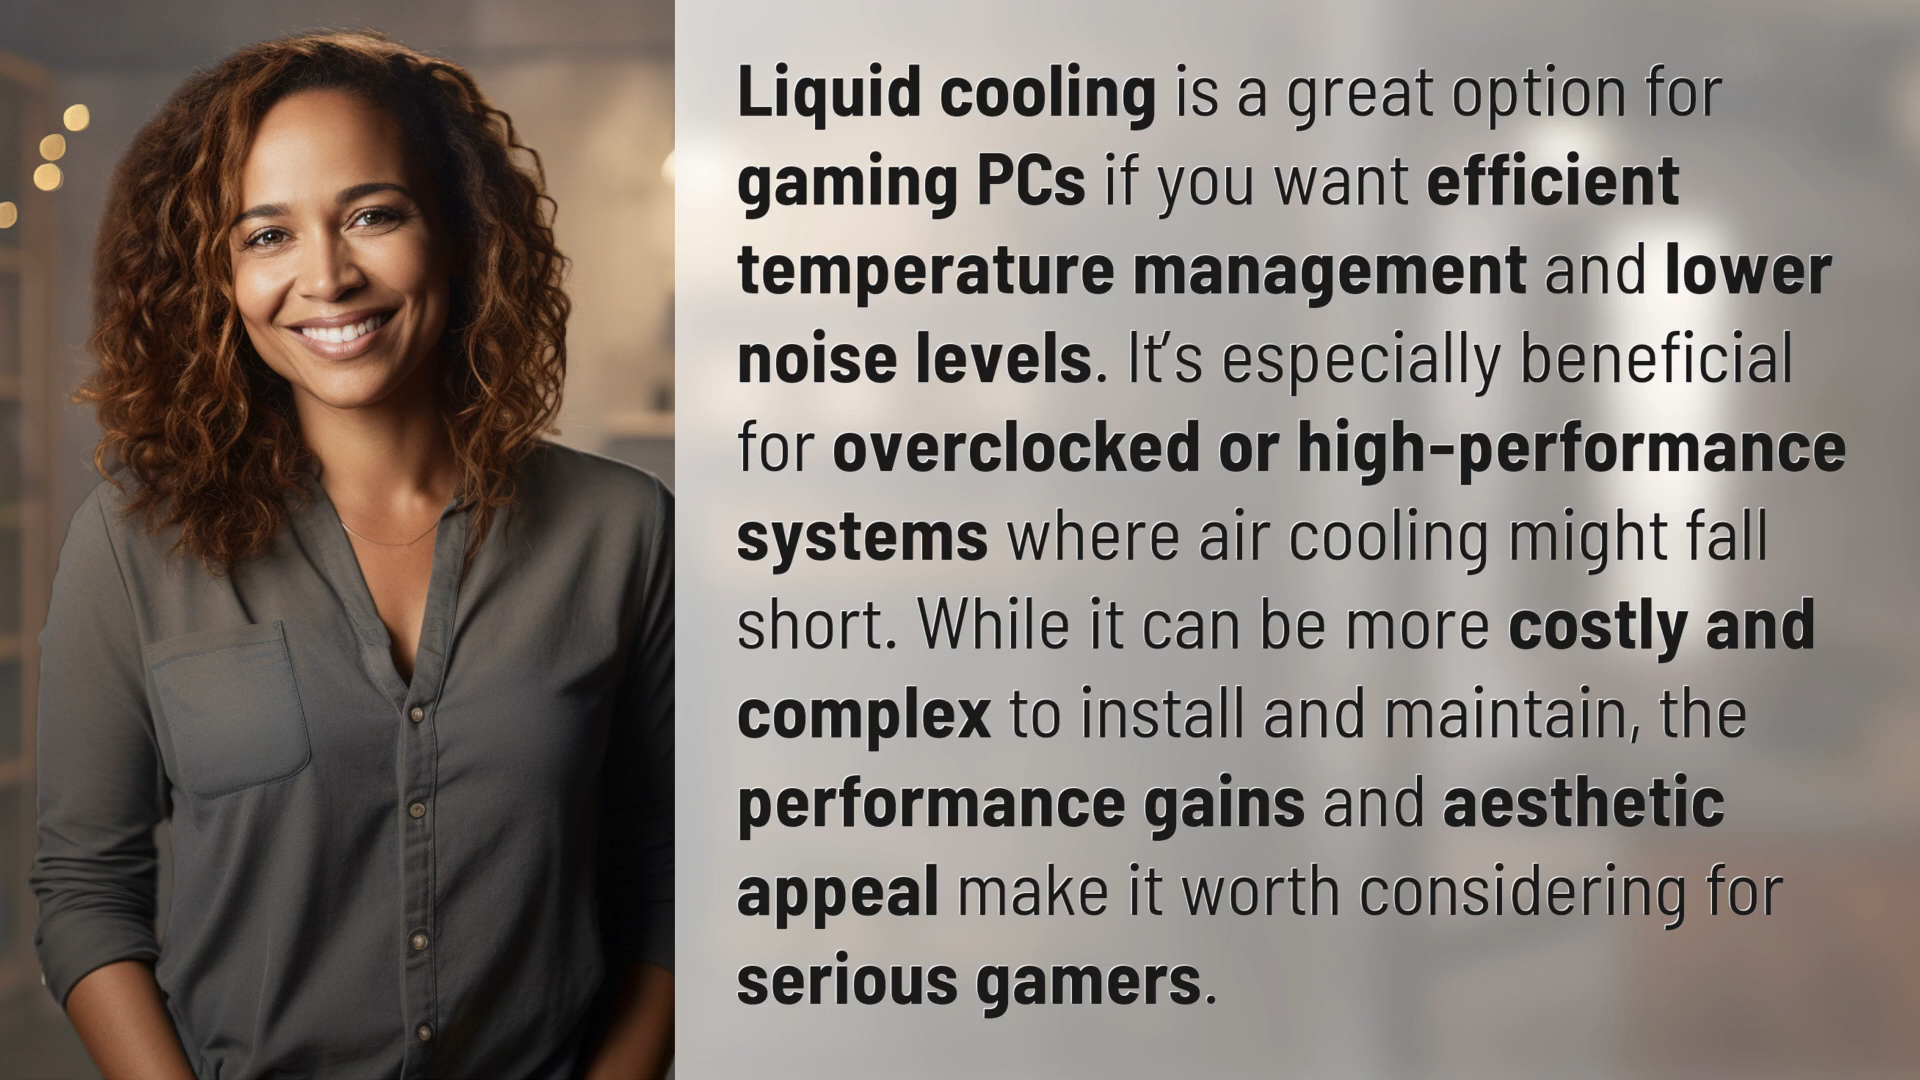 Liquid cooling is a great option for
gaming PCs if you want efficient
temperature management and lower
noise levels. It’s especially beneficial
for overclocked or high-performance
systems where air cooling might fall
short. While it can be more costly and
complex to install and maintain, the
performance gains and aesthetic
appeal make it worth considering for
serious gamers.